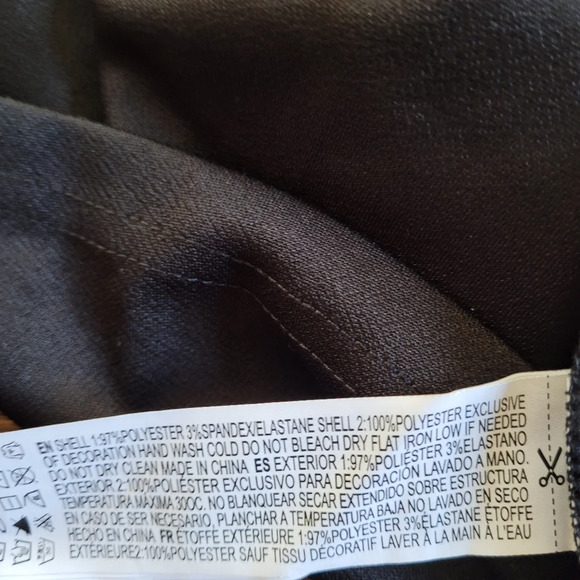 EN SHELL 1:97%POLYESTER 3%SPANDEX/ELASTANE SHELL 2:100%POLYESTER EXCLUSIVE
OF DECORATION HAND WASH COLD DO NOT BLEACH DRY FLAT IRON LOW IF NEEDED
DO NOT DRY CLEAN MADE IN CHINA ES EXTERIOR 1:97%POLIÉSTER 3%ELASTANO
EXTERIOR 2:100%POLIÉSTER EXCLUSIVO PARA DECORACIÓN LAVADO A MANO.
TEMPERATURA MÁXIMA 30OC. NO BLANQUEAR SECAR EXTENDIDO SOBRE ESTRUCTURA
EN CASO DE SER NECESARIO, PLANCHAR A TEMPERATURA BAJA NO LAVADO EN SECO
HECHO EN CHINA FR ÉTOFFE EXTÉRIEURE 1:97%POLYESTER 3%ÉLASTANE ÉTOFFE
EXTÉRIEURE2:100%POLYESTER SAUF TISSU DÉCORATIF LAVER À LA MAIN À L'EAU